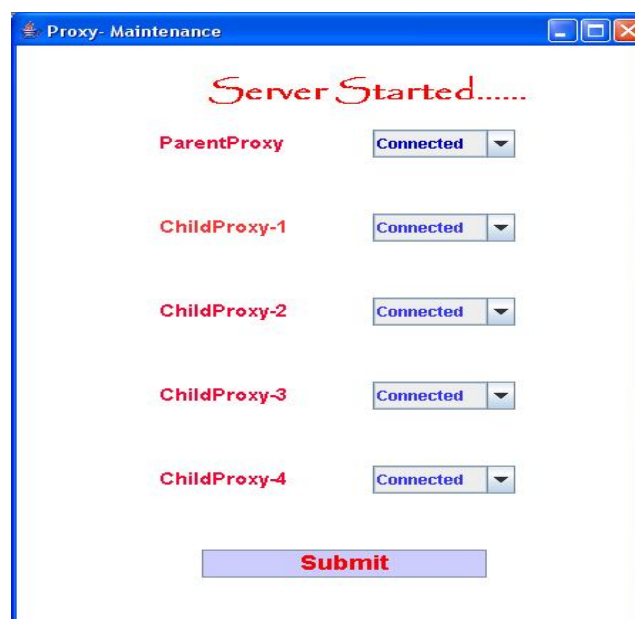 Proxy- Maintenance
Server Started......
ParentProxy Connected
ChildProxy-1 Connected
ChildProxy-2 Connected
ChildProxy-3 Connected
ChildProxy-4 Connected
Submit